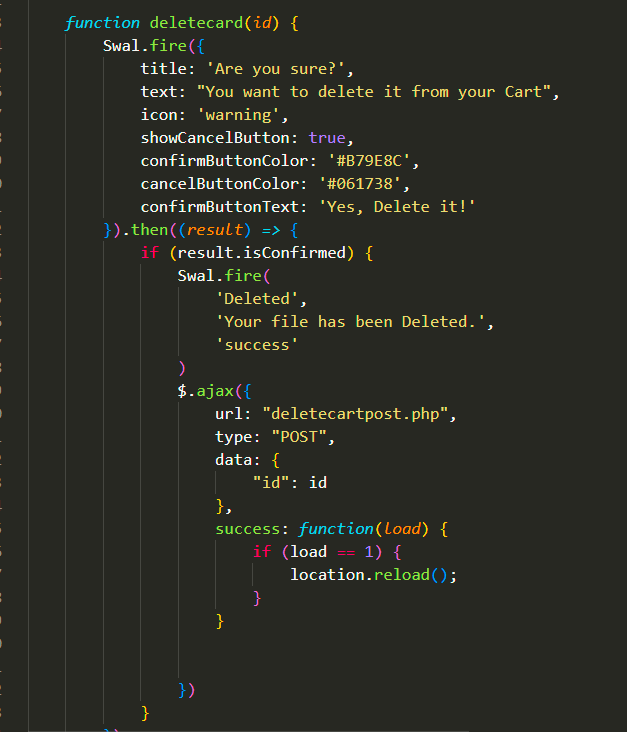 function deletecard(id) {
Swal.fire({
title: 'Are you sure?',
text: "You want to delete it from your Cart",
icon: 'warning',
showCancelButton: true,
confirmButtonColor: '#B79E8C',
cancelButtonColor: '#061738',
confirmButtonText: 'Yes, Delete it!'
}).then((result) => {
if (result.isConfirmed) {
Swal.fire(
'Deleted',
'Your file has been Deleted.',
'success'
)
$.ajax({
url: "deletecartpost.php",
type: "POST",
data: {
"id": id
},
success: function(load) {
if (load == 1) {
location.reload();
}
}
})
}